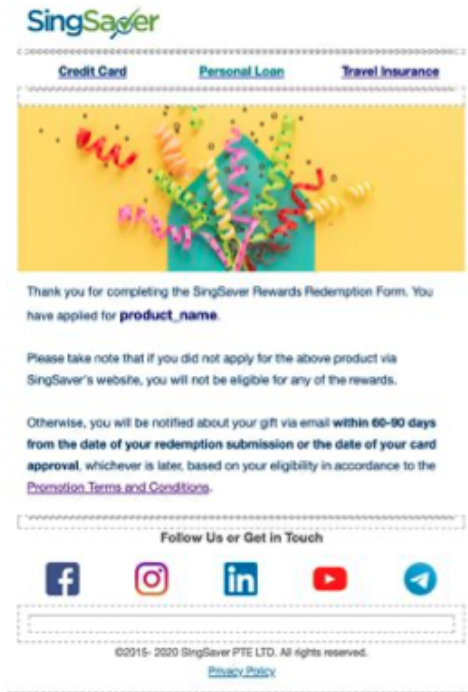 SingSaver
Credit Card Personal Loan Travel Insurance
Thank you for completing the SingSaver Rewards Redemption Form. You
have applied for product_name.
Please take note that if you did not apply for the above product via
SingSaver's website, you will not be eligible for any of the rewards.
Otherwise, you will be notified about your gift via email within 60-90 days
from the date of your redemption submission or the date of your card
approval, whichever is later, based on your eligibility in accordance to the
Promotion Terms and Conditions.
Follow Us or Get in Touch
©2015- 2020 SingSaver PTE LTD. All rights reserved.
Privacy Policy